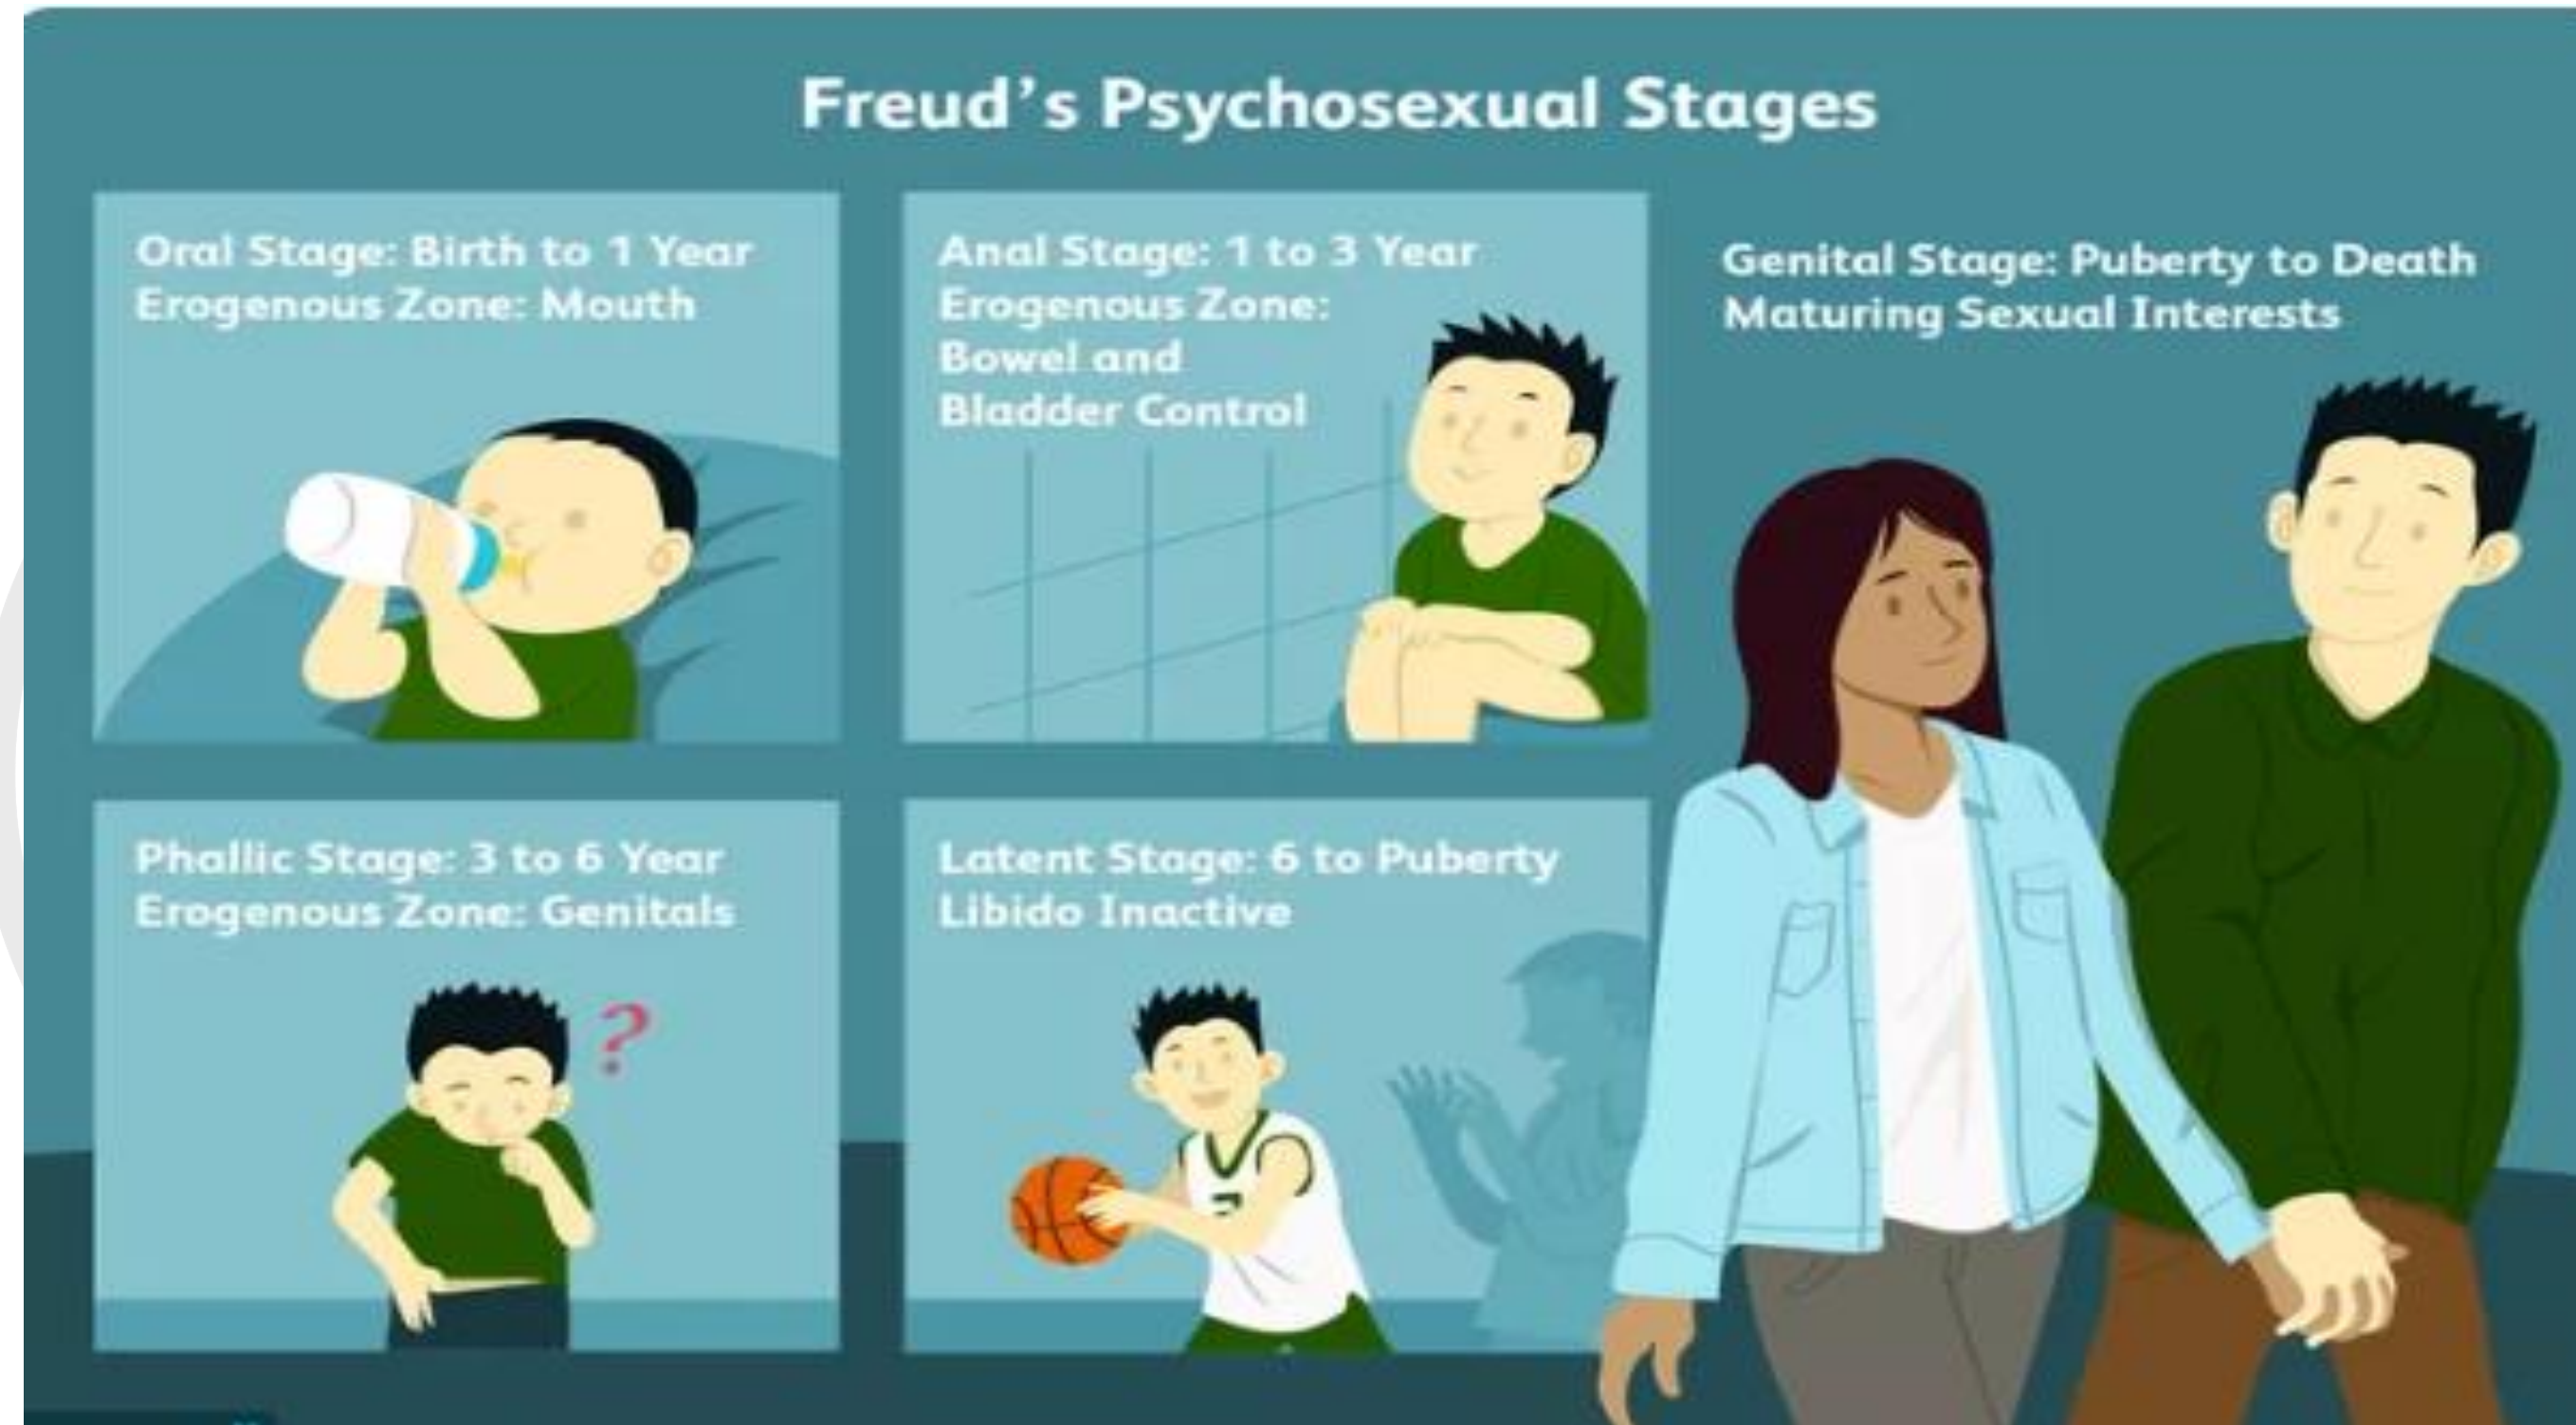 Freud’s Psychosexual Stages
Oral Stage: Birth to 1 Year
Erogenous Zone: Mouth
Anal Stage: 1 to 3 Year
Erogenous Zone:
Bowel and
Bladder Control
Genital Stage: Puberty to Death
Maturing Sexual Interests
Phallic Stage: 3 to 6 Year
Erogenous Zone: Genitals
?
Latent Stage: 6 to Puberty
Libido Inactive